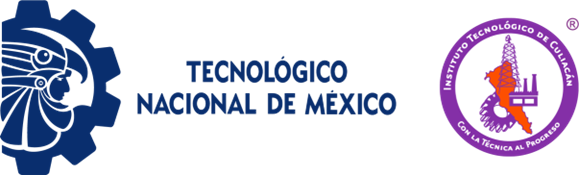 TECNOLÓGICO
NACIONAL DE MÉXICO
INSTITUTO TECNOLÓGICO DE CULIACÁN
CON LA TÉCNICA AL PROGRESO
®